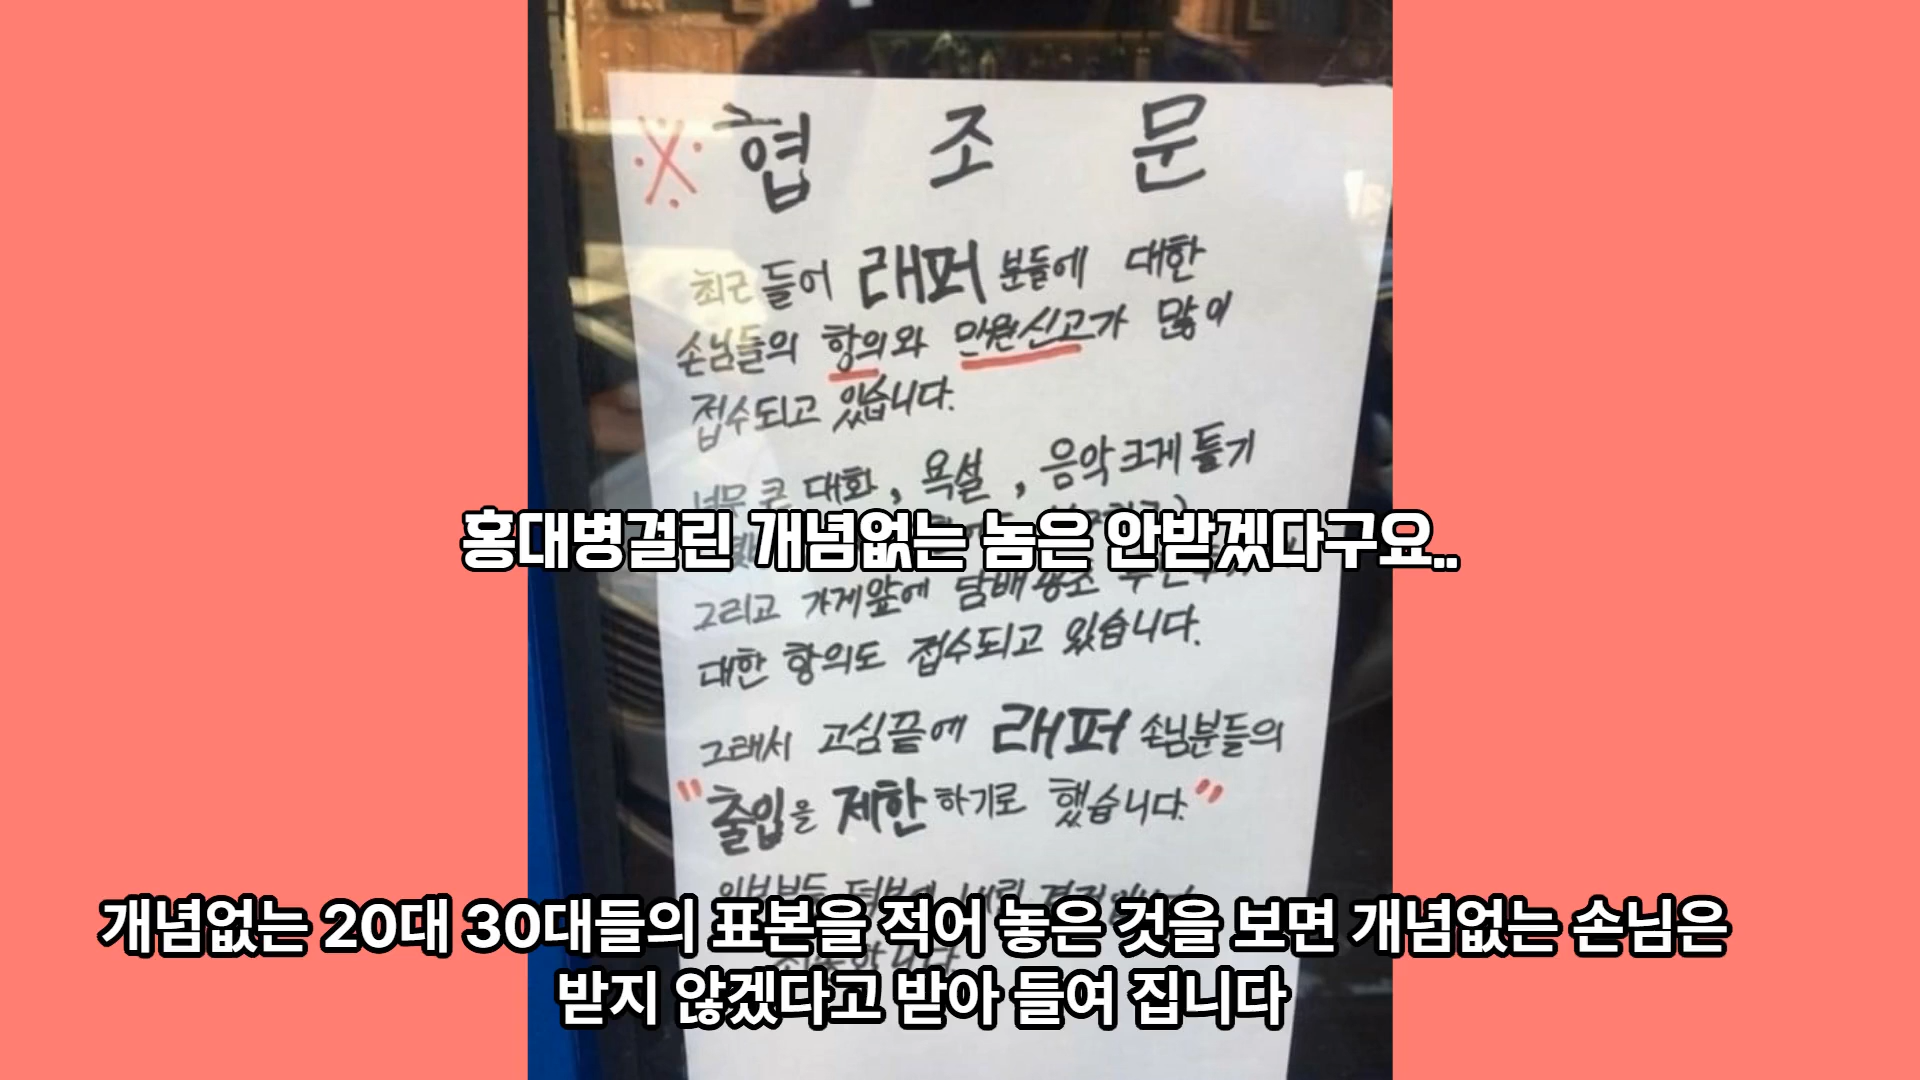 ※ 협 조 문
최근들어 래퍼 분들에 대한
손님들의 항의와 민원신고가 많이
접수되고 있습니다.
너무 큰 대화, 욕설, 음악크게틀기
홍대병걸린 개념없는 놈은 안받겠다구요..
그리고 가게앞에 담배꽁초
대한 항의도 접수되고 있습니다.
그래서 고심끝에 래퍼 손님분들의
"출입을 제한하기로 했습니다."
개념없는 20대 30대들의 표본을 적어 놓은 것을 보면 개념없는 손님은
받지 않겠다고 받아 들여 집니다